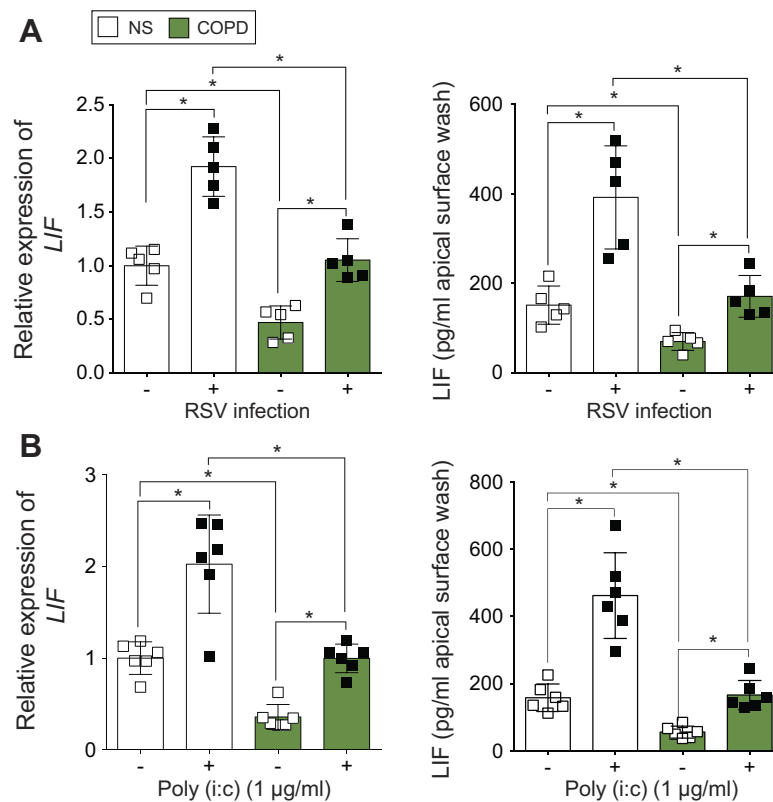 A
NS COPD
Relative expression of
LIF
2.5
2.0
1.5
1.0
0.5
0.0
* * * *
- + - +
RSV infection
LIF (pg/ml apical surface wash)
600
400
200
0
* * * *
- + - +
RSV infection
B
Relative expression of
LIF
3
2
1
0
* * * *
- + - +
Poly (i:c) (1 µg/ml)
LIF (pg/ml apical surface wash)
800
600
400
200
0
* * * *
- + - +
Poly (i:c) (1 µg/ml)